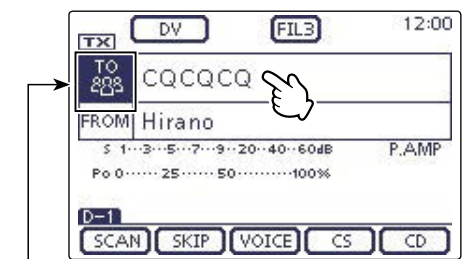 DV FIL3 12:00
TX
TO CQCQCQ
FROM Hirano
S 1···3···5···7···9··20··40··60dB P.AMP
Po 0······25······50··········100%
D-1
SCAN SKIP VOICE CS CD